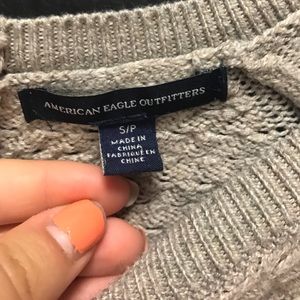 AMERICAN EAGLE OUTFITTERS
S/P
MADE IN
CHINA
FABRIQUÉ EN
CHINE